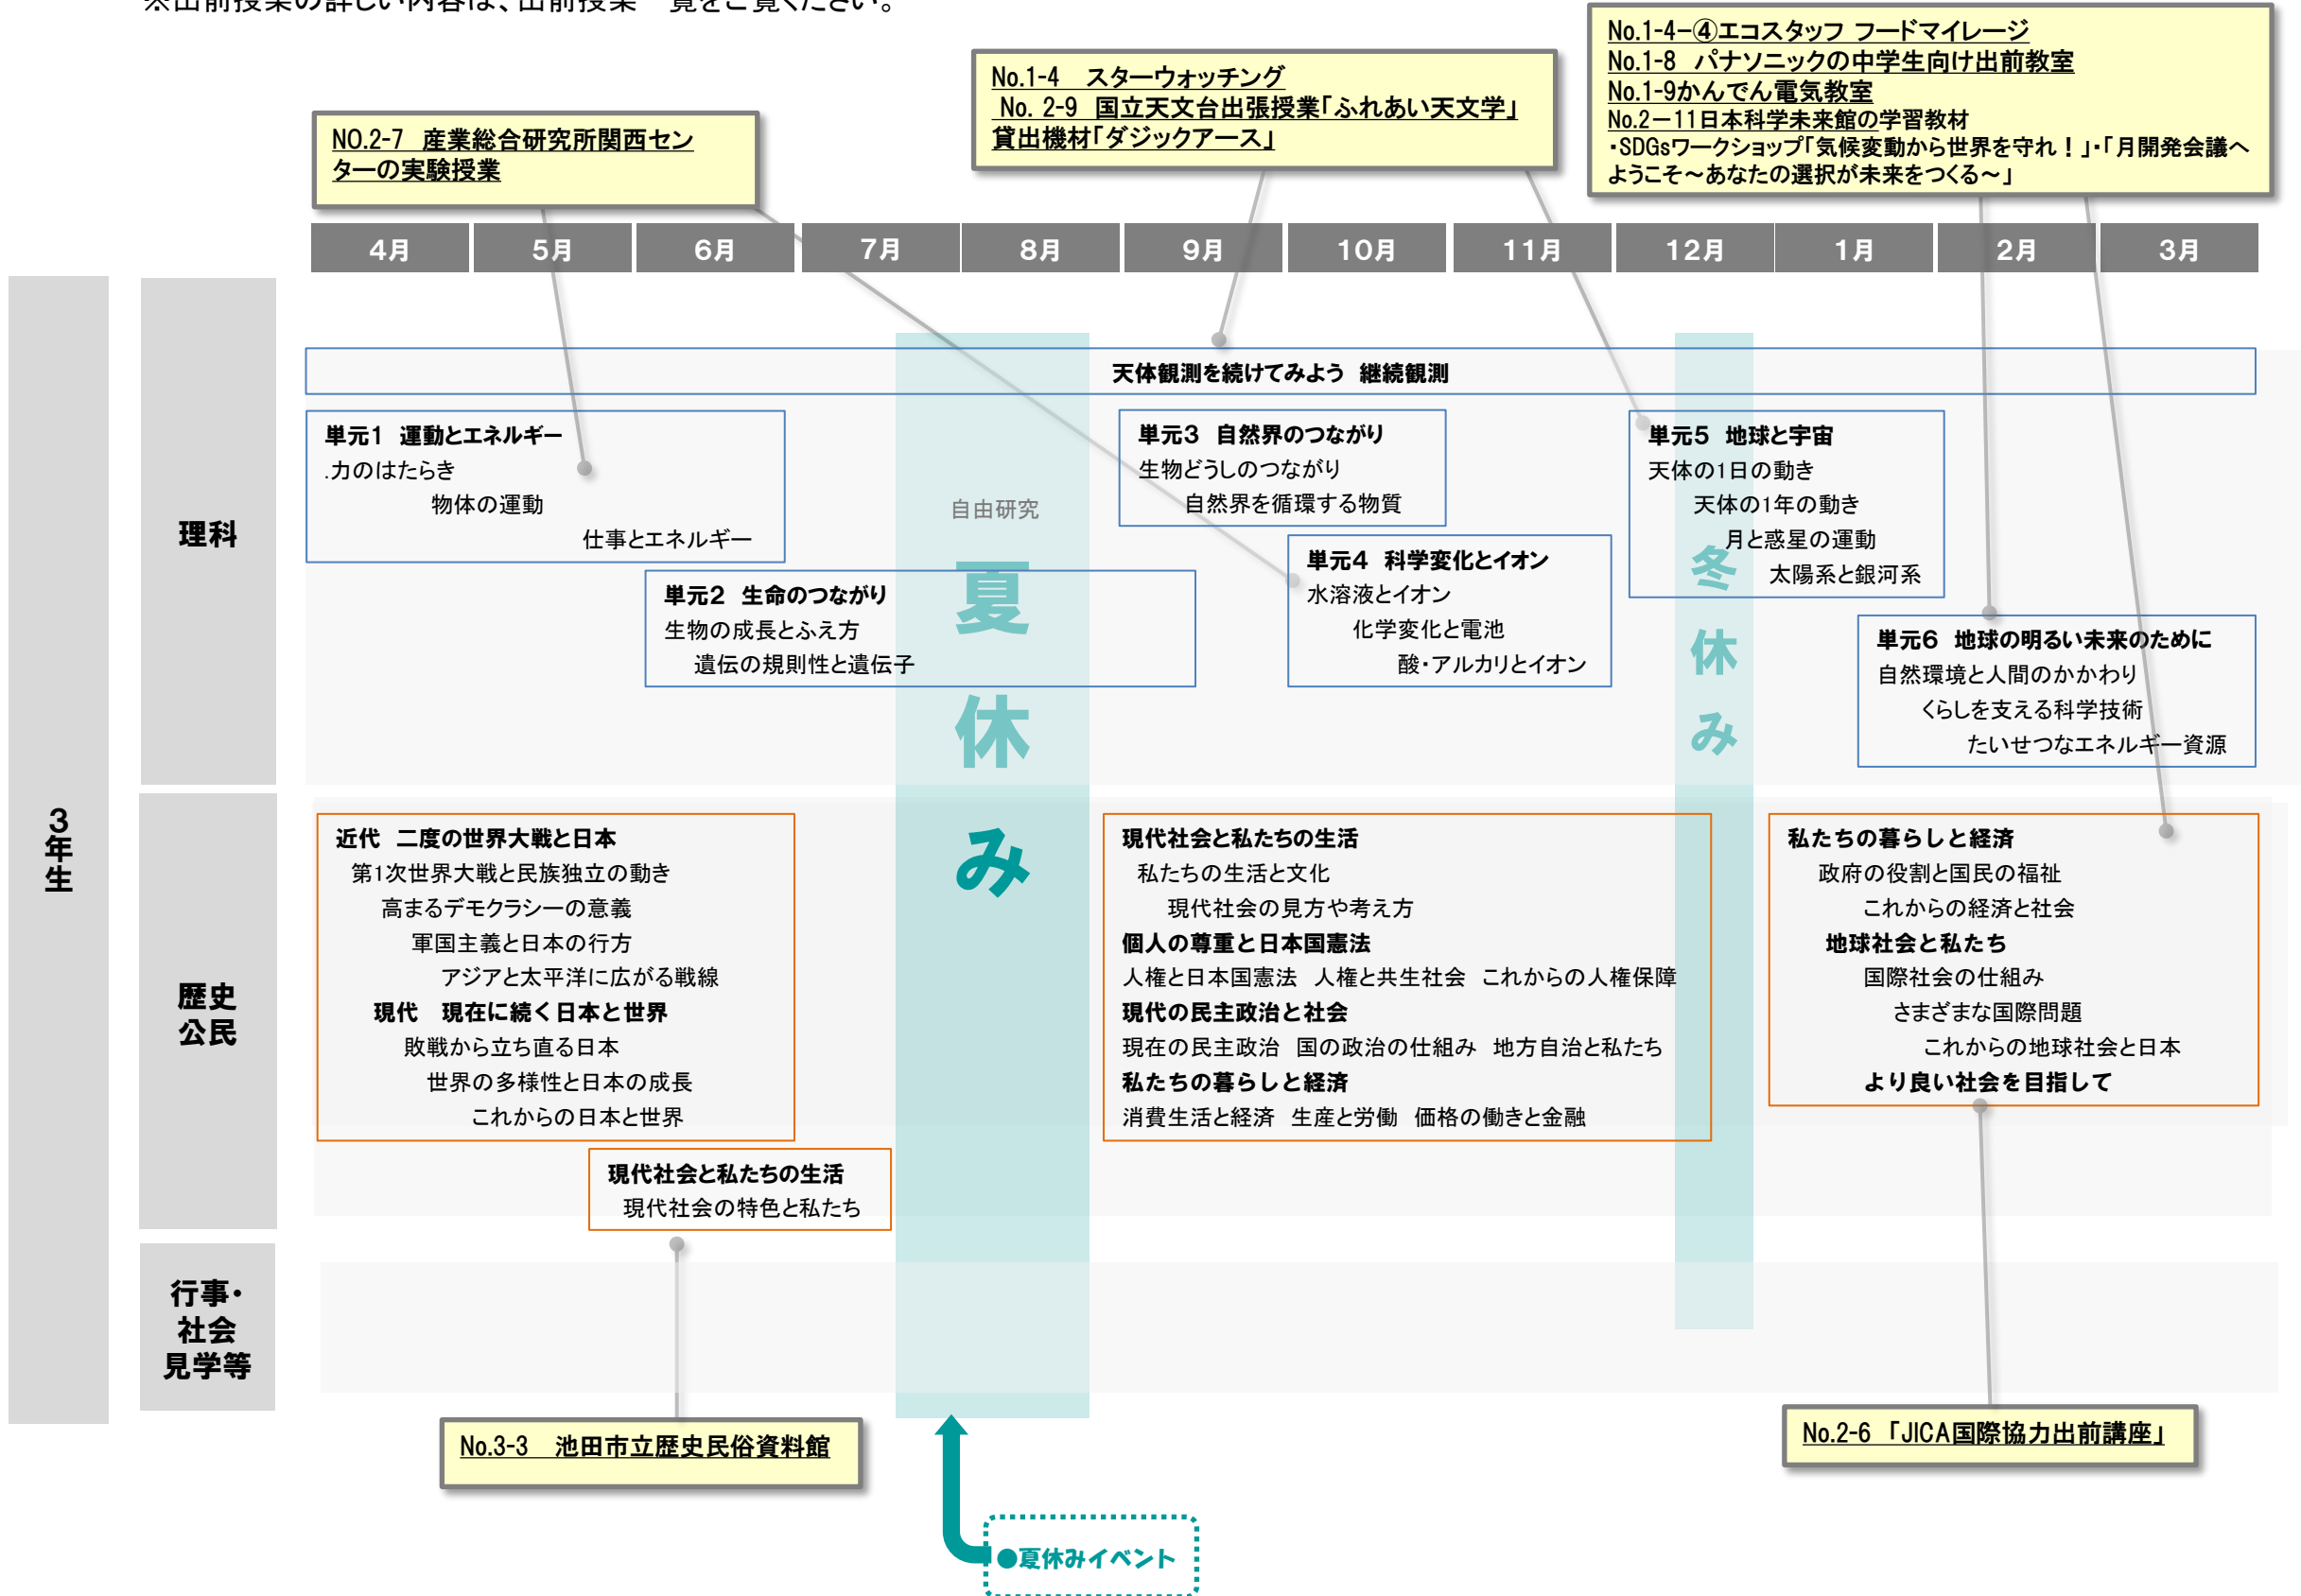 ※出前授業の詳しい内容は、出前授業一覧をご覧ください。
No.1-4-④エコスタッフ フードマイレージ
No.1-8 パナソニックの中学生向け出前教室
No.1-9かんでん電気教室
No.2-11日本科学未来館の学習教材
・SDGsワークショップ「気候変動から世界を守れ！」・「月開発会議へ
ようこそ～あなたの選択が未来をつくる～」
No.1-4 スターウォッチング
No. 2-9 国立天文台出張授業「ふれあい天文学」
貸出機材「ダジックアース」
NO.2-7 産業総合研究所関西セン
ターの実験授業
4月 5月 6月 7月 8月 9月 10月 11月 12月 1月 2月 3月
3年生
理科
天体観測を続けてみよう 継続観測
単元1 運動とエネルギー
.力のはたらき
物体の運動
仕事とエネルギー
単元2 生命のつながり
生物の成長とふえ方
遺伝の規則性と遺伝子
自由研究
夏休み
単元3 自然界のつながり
生物どうしのつながり
自然界を循環する物質
単元4 科学変化とイオン
水溶液とイオン
化学変化と電池
酸・アルカリとイオン
単元5 地球と宇宙
天体の1日の動き
天体の1年の動き
月と惑星の運動
太陽系と銀河系
冬休み
単元6 地球の明るい未来のために
自然環境と人間のかかわり
くらしを支える科学技術
たいせつなエネルギー資源
歴史
公民
近代 二度の世界大戦と日本
第1次世界大戦と民族独立の動き
高まるデモクラシーの意義
軍国主義と日本の行方
アジアと太平洋に広がる戦線
現代 現在に続く日本と世界
敗戦から立ち直る日本
世界の多様性と日本の成長
これからの日本と世界
現代社会と私たちの生活
現代社会の特色と私たち
現代社会と私たちの生活
私たちの生活と文化
現代社会の見方や考え方
個人の尊重と日本国憲法
人権と日本国憲法 人権と共生社会 これからの人権保障
現代の民主政治と社会
現在の民主政治 国の政治の仕組み 地方自治と私たち
私たちの暮らしと経済
消費生活と経済 生産と労働 価格の働きと金融
私たちの暮らしと経済
政府の役割と国民の福祉
これからの経済と社会
地球社会と私たち
国際社会の仕組み
さまざまな国際問題
これからの地球社会と日本
より良い社会を目指して
行事・
社会
見学等
No.3-3 池田市立歴史民俗資料館
No.2-6 「JICA国際協力出前講座」
●夏休みイベント